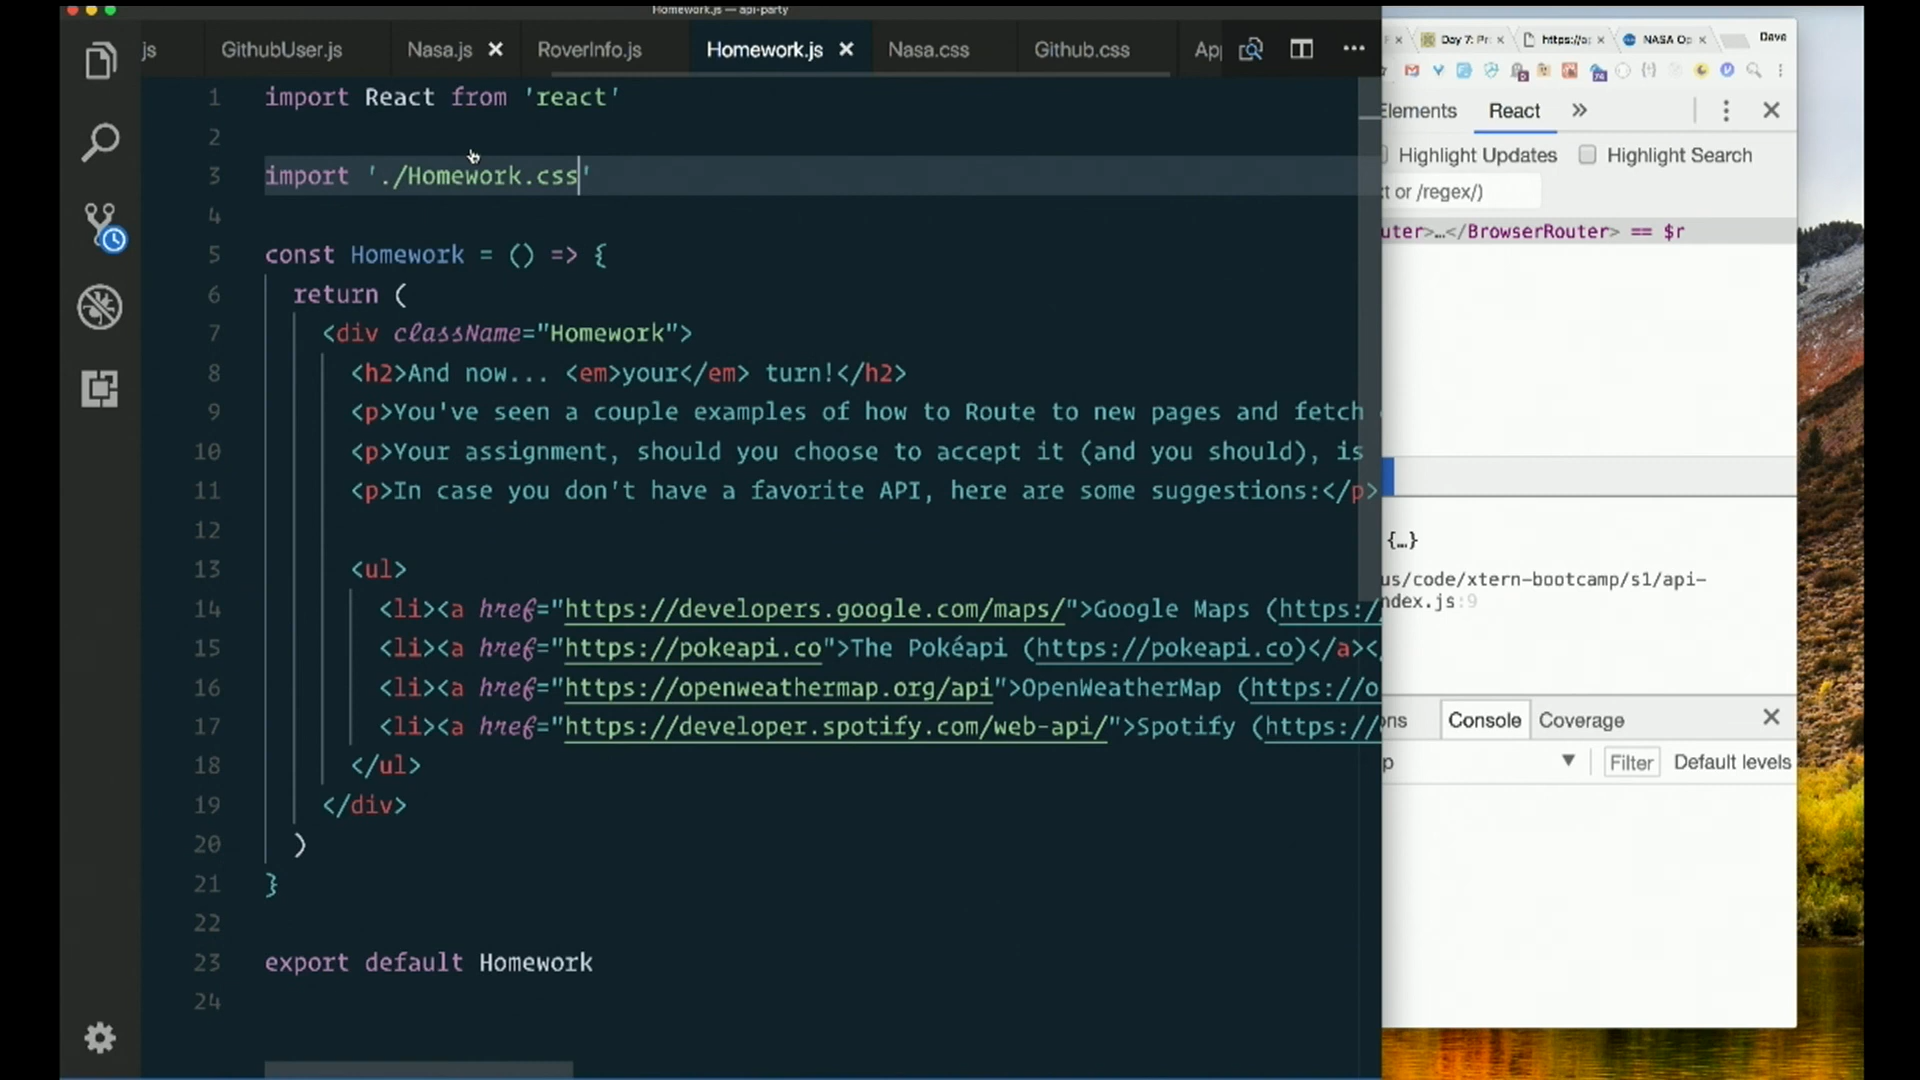 Homework.js — api-party
js GithubUser.js Nasa.js RoverInfo.js Homework.js Nasa.css Github.css App
1 import React from 'react'
2
3 import './Homework.css'
4
5 const Homework = () => {
6 return (
7 <div className="Homework">
8 <h2>And now... <em>your</em> turn!</h2>
9 <p>You've seen a couple examples of how to Route to new pages and fetch
10 <p>Your assignment, should you choose to accept it (and you should), is
11 <p>In case you don't have a favorite API, here are some suggestions:</p>
12
13 <ul>
14 <li><a href="https://developers.google.com/maps/">Google Maps (https:/
15 <li><a href="https://pokeapi.co">The Pokéapi (https://pokeapi.co)</a><
16 <li><a href="https://openweathermap.org/api">OpenWeatherMap (https://o
17 <li><a href="https://developer.spotify.com/web-api/">Spotify (https:/
18 </ul>
19 </div>
20 )
21 }
22
23 export default Homework
24
Day 7: Pr https://a NASA Op Dave
Elements React »
Highlight Updates Highlight Search
t or /regex/)
uter>…</BrowserRouter> == $r
{…}
us/code/xtern-bootcamp/s1/api-
ndex.js:9
ons Console Coverage
p Filter Default levels